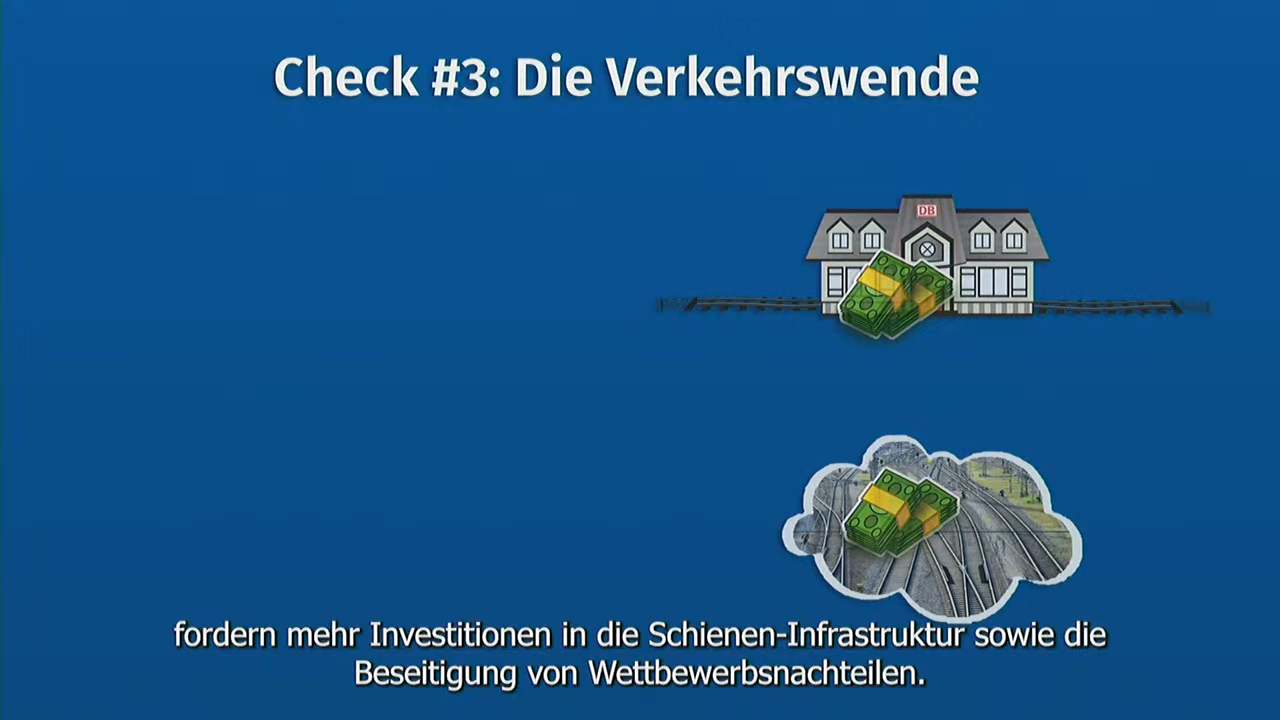 Check #3: Die Verkehrswende
DB
fordern mehr Investitionen in die Schienen-Infrastruktur sowie die
Beseitigung von Wettbewerbsnachteilen.